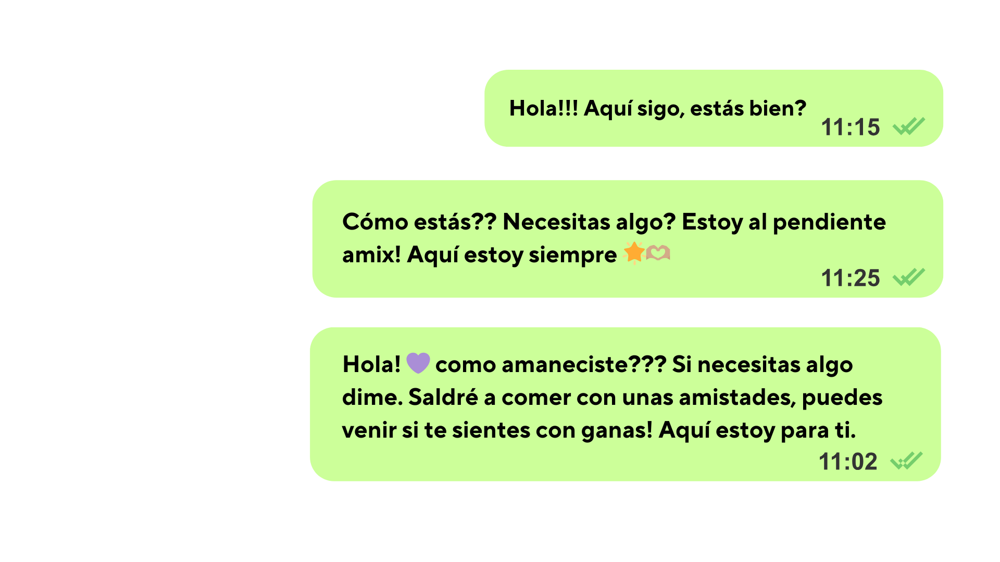 Hola!!! Aquí sigo, estás bien?
11:15
Cómo estás?? Necesitas algo? Estoy al pendiente
amix! Aquí estoy siempre 🌟🫶🏽
11:25
Hola! 💜 como amaneciste??? Si necesitas algo
dime. Saldré a comer con unas amistades, puedes
venir si te sientes con ganas! Aquí estoy para ti.
11:02